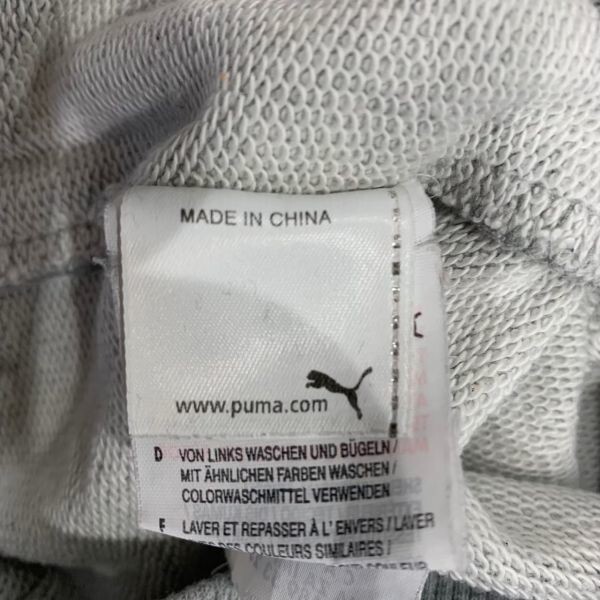 MADE IN CHINA
www.puma.com
D VON LINKS WASCHEN UND BÜGELN/
MIT ÄHNLICHEN FARBEN WASCHEN/
COLORWASCHMITTEL VERWENDEN
F LAVER ET REPASSER À L'ENVERS/LAVER
DES COULEURS SIMILAIRES/